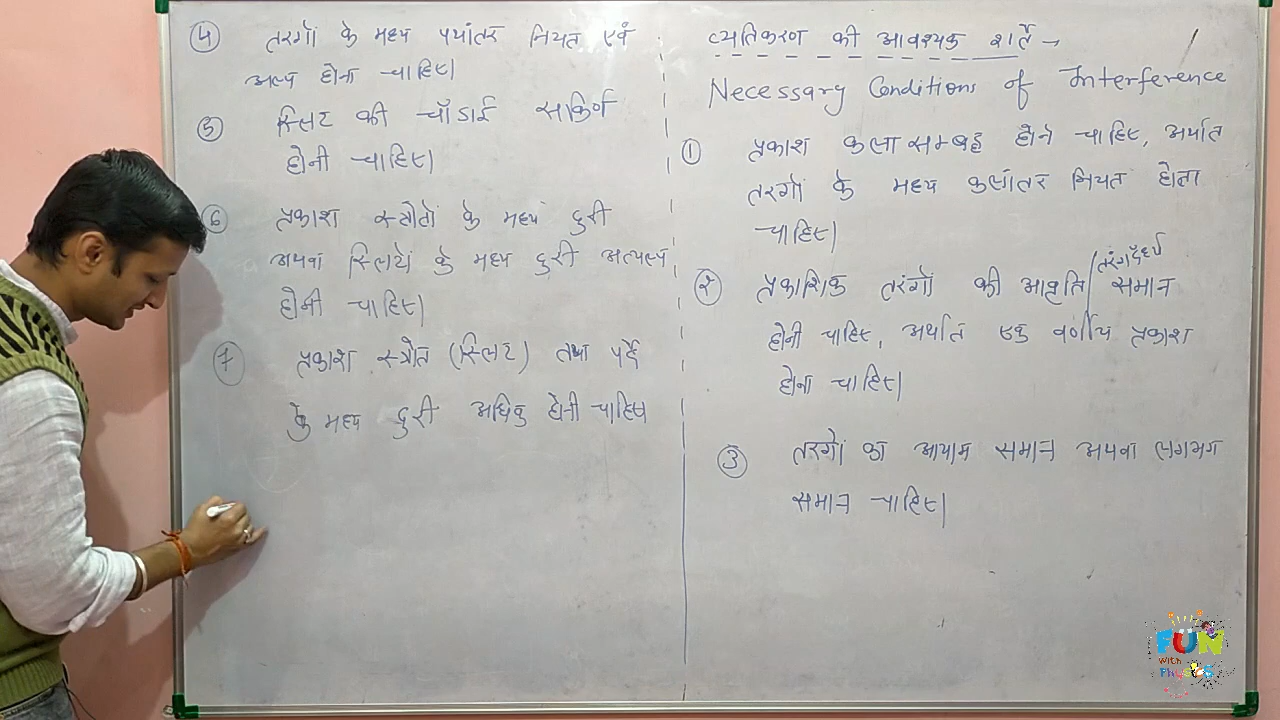 व्यतिकरण की आवश्यक शर्ते →
Necessary Conditions of Interference
① प्रकाश कला सम्बद्ध होने चाहिए, अर्थात
तरंगों के मध्य कलांतर नियत होना
चाहिए।
② प्रकाशिक तरंगों की आवृति/तरंगदैर्ध्य समान
होनी चाहिए, अर्थात एक वर्णीय प्रकाश
होना चाहिए।
③ तरंगों का आयाम समान अथवा लगभग
समान चाहिए।
④ तरंगों के मध्य पथांतर नियत एवं
अल्प होना चाहिए।
⑤ स्लिट की चौडाई संकिर्ण
होनी चाहिए।
⑥ प्रकाश स्त्रोतों के मध्य दुरी
अथवा स्लिटों के मध्य दुरी अत्यल्प
होनी चाहिए।
⑦ प्रकाश स्त्रोत (स्लिट) तथा पर्दे
के मध्य दुरी अधिक होनी चाहिए
FUN
with
Physics